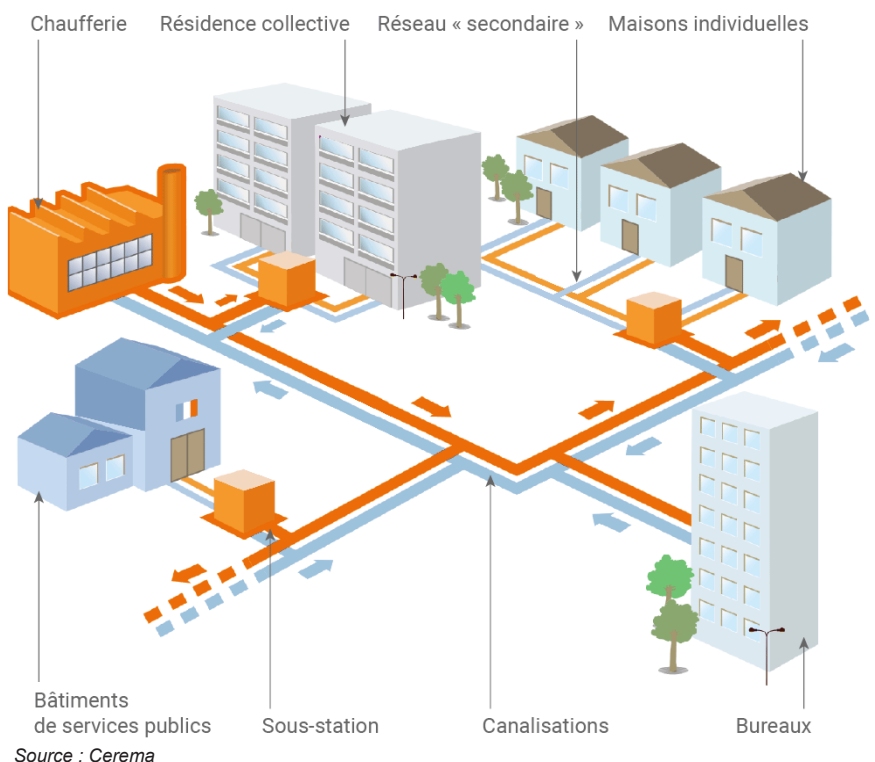 Chaufferie
Résidence collective
Réseau « secondaire »
Maisons individuelles
Bâtiments
de services publics
Sous-station
Canalisations
Bureaux
Source : Cerema